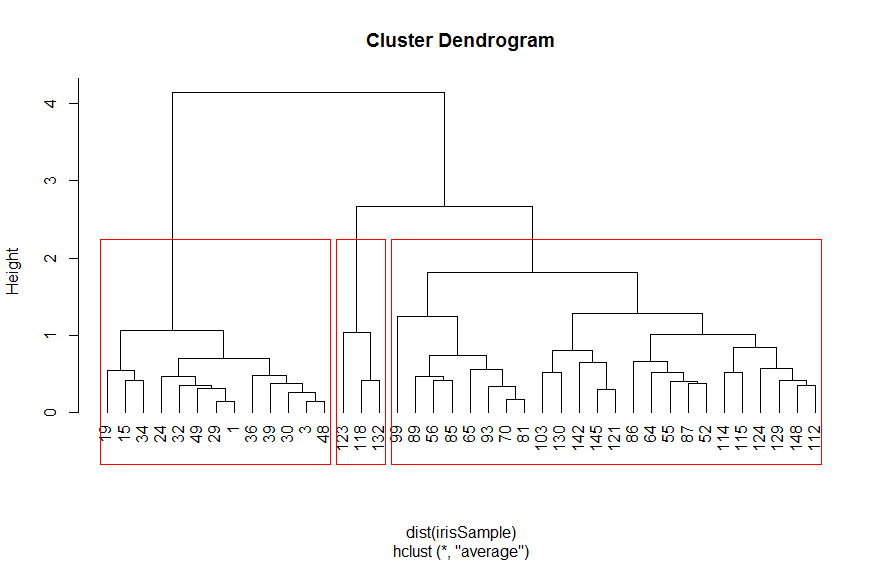 Cluster Dendrogram
Height
4
3
2
1
0
19 15 34 24 32 49 29 1 36 39 30 3 48 123 118 132 99 89 56 85 65 93 70 81 103 130 142 145 121 86 64 55 87 52 114 115 124 129 148 112
dist(irisSample)
hclust (*, "average")